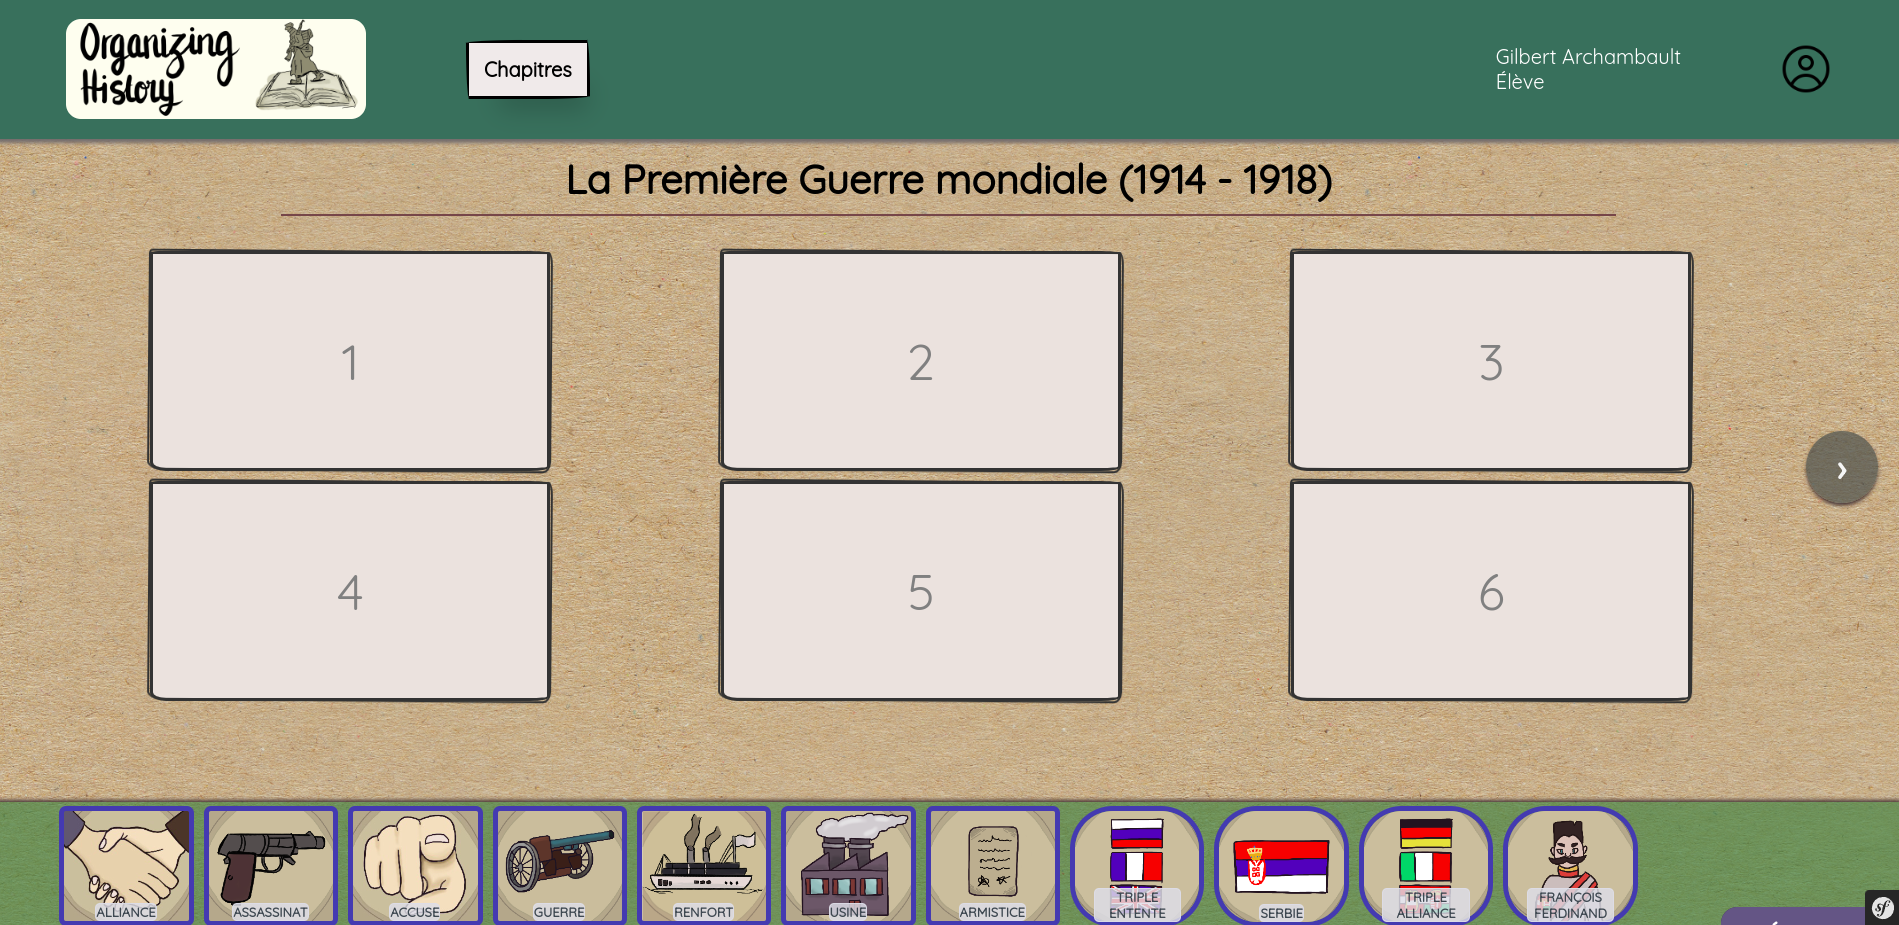 Organizing
History
Chapitres
Gilbert Archambault
Élève
La Première Guerre mondiale (1914 - 1918)
1
2
3
4
5
6
›
ALLIANCE
ASSASSINAT
ACCUSE
GUERRE
RENFORT
USINE
ARMISTICE
TRIPLE
ENTENTE
SERBIE
TRIPLE
ALLIANCE
FRANÇOIS
FERDINAND
sf